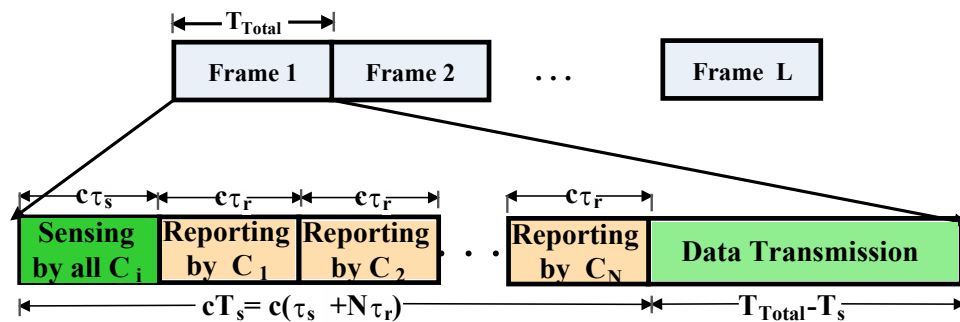 T_Total
Frame 1 Frame 2 . . . Frame L
cτ_s cτ_r cτ_r cτ_r
Sensing Reporting Reporting Reporting Data Transmission
by all C_i by C_1 by C_2 . . . by C_N
cT_s= c(τ_s +Nτ_r) T_Total-T_s